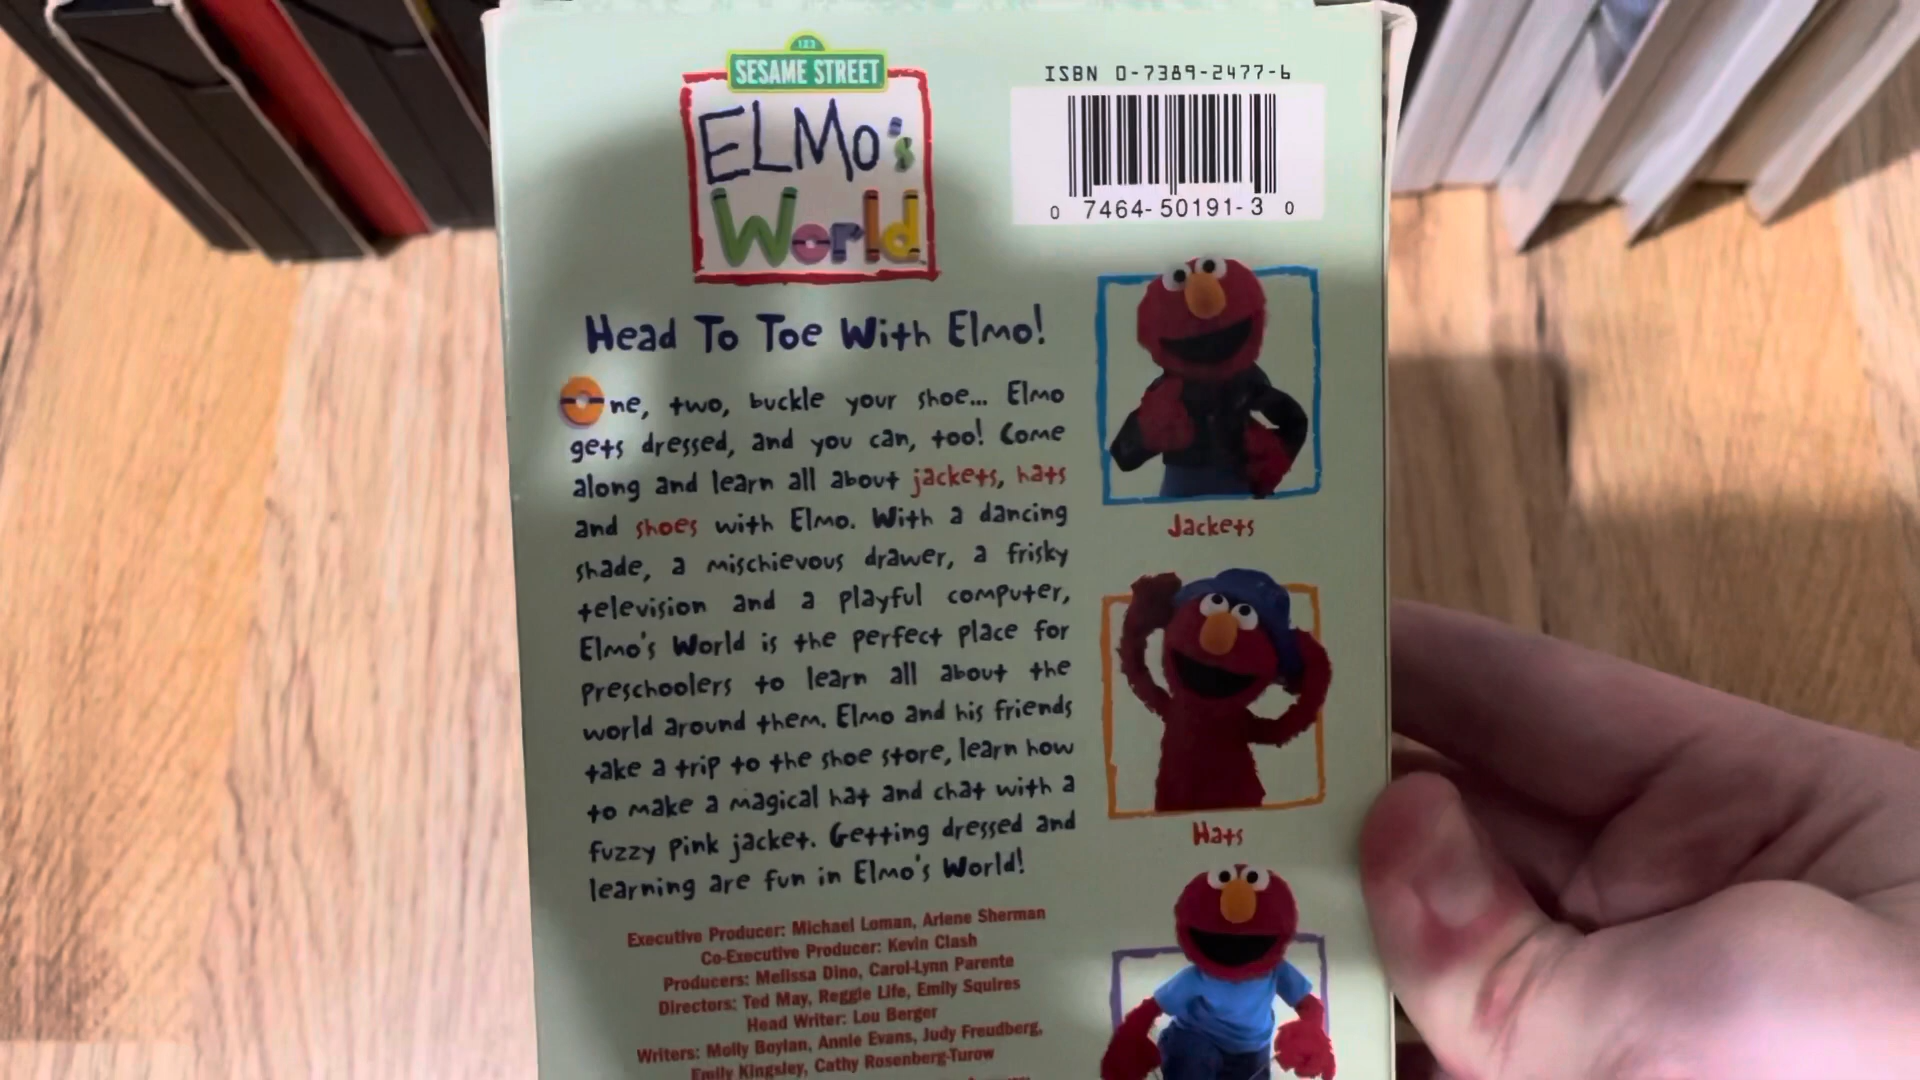 123
SESAME STREET
ELMO's
World
ISBN 0-7389-2477-6
0 7464-50191-3 0
Head To Toe With Elmo!
One, two, buckle your shoe... Elmo
gets dressed, and you can, too! Come
along and learn all about jackets, hats
and shoes with Elmo. With a dancing
shade, a mischievous drawer, a frisky
television and a playful computer,
Elmo's World is the perfect place for
preschoolers to learn all about the
world around them. Elmo and his friends
take a trip to the shoe store, learn how
to make a magical hat and chat with a
fuzzy pink jacket. Getting dressed and
learning are fun in Elmo's World!
Jackets
Hats
Executive Producer: Michael Loman, Arlene Sherman
Co-Executive Producer: Kevin Clash
Producers: Melissa Dino, Carol-Lynn Parente
Directors: Ted May, Reggie Life, Emily Squires
Head Writer: Lou Berger
Writers: Molly Boylan, Annie Evans, Judy Freudberg,
Emily Kingsley, Cathy Rosenberg-Turow